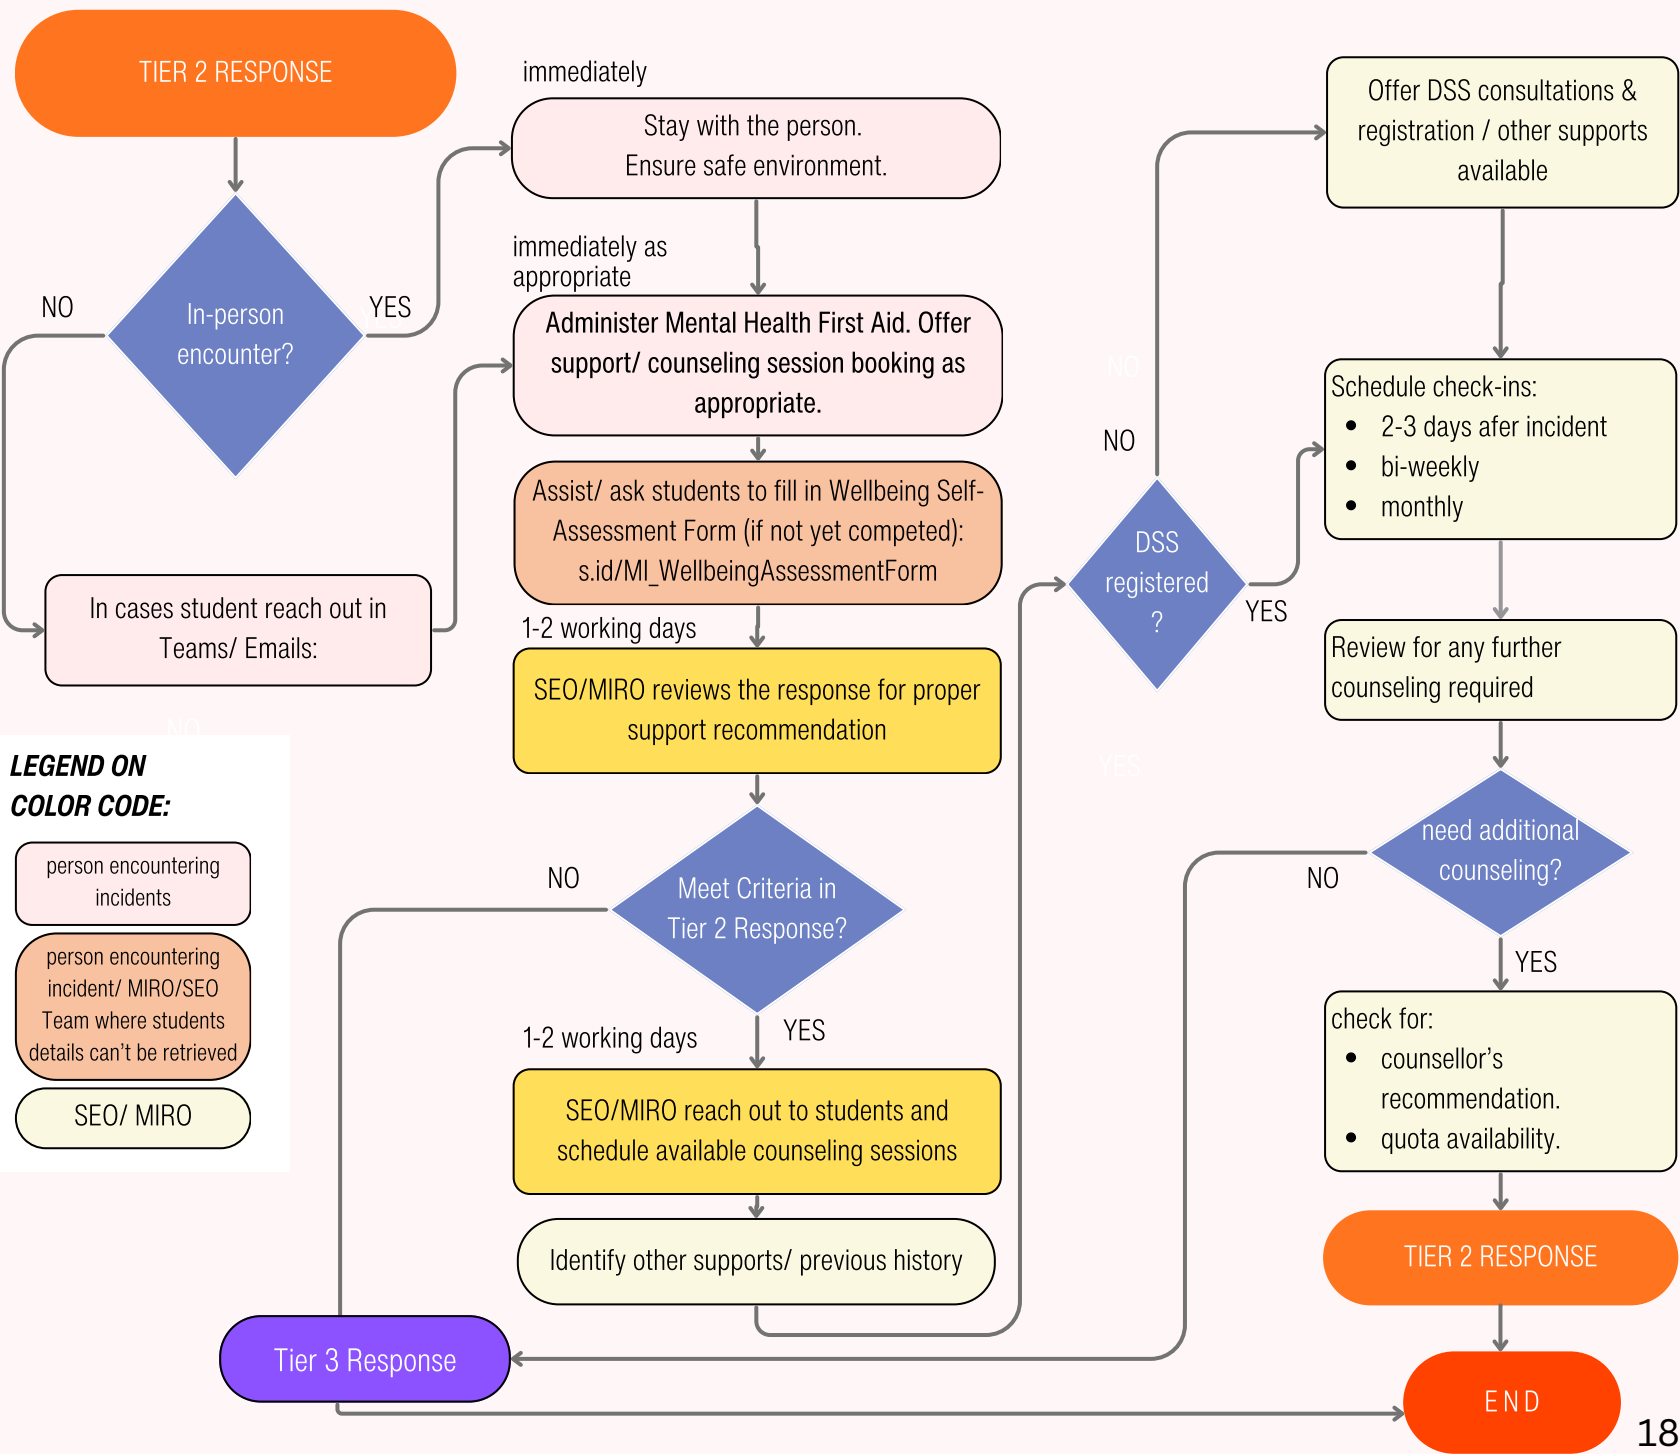 TIER 2 RESPONSE
In-person
encounter?
NO
YES
In cases student reach out in
Teams/ Emails:
immediately
Stay with the person.
Ensure safe environment.
immediately as
appropriate
Administer Mental Health First Aid. Offer
support/ counseling session booking as
appropriate.
Assist/ ask students to fill in Wellbeing Self-
Assessment Form (if not yet competed):
s.id/MI_WellbeingAssessmentForm
1-2 working days
SEO/MIRO reviews the response for proper
support recommendation
Meet Criteria in
Tier 2 Response?
NO
YES
1-2 working days
SEO/MIRO reach out to students and
schedule available counseling sessions
Identify other supports/ previous history
Tier 3 Response
DSS
registered
?
NO
NO
YES
YES
Offer DSS consultations &
registration / other supports
available
Schedule check-ins:
• 2-3 days afer incident
• bi-weekly
• monthly
Review for any further
counseling required
need additional
counseling?
NO
YES
check for:
• counsellor's
recommendation.
• quota availability.
TIER 2 RESPONSE
END
NO
LEGEND ON
COLOR CODE:
person encountering
incidents
person encountering
incident/ MIRO/SEO
Team where students
details can't be retrieved
SEO/ MIRO
18